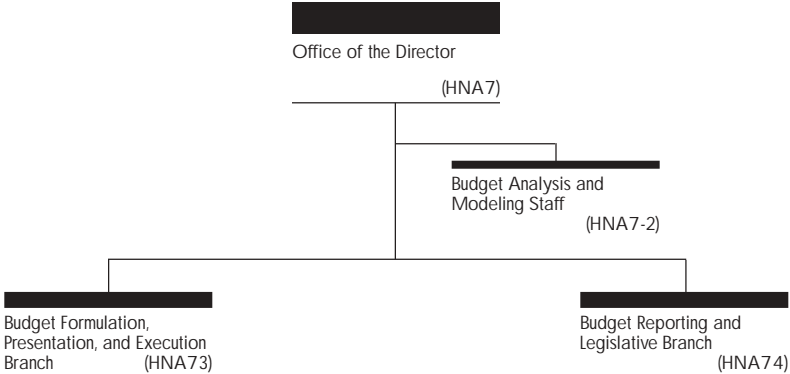 Office of the Director
(HNA7)
Budget Analysis and
Modeling Staff
(HNA7-2)
Budget Formulation,
Presentation, and Execution
Branch (HNA73)
Budget Reporting and
Legislative Branch
(HNA74)